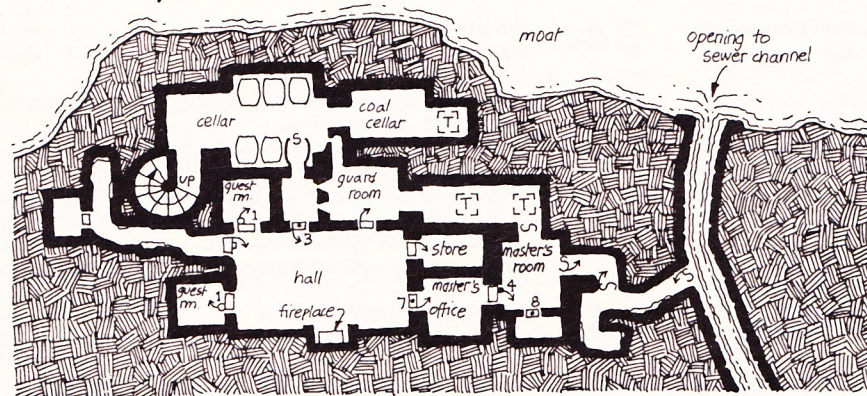 moat
opening to
sewer channel
cellar
coal
cellar
T
5
up
guest
rm.
1
3
guard
room
T
T
S
store
master's
room
S
S
S
hall
guest
rm.
1
fireplace
7
master's
office
4
8